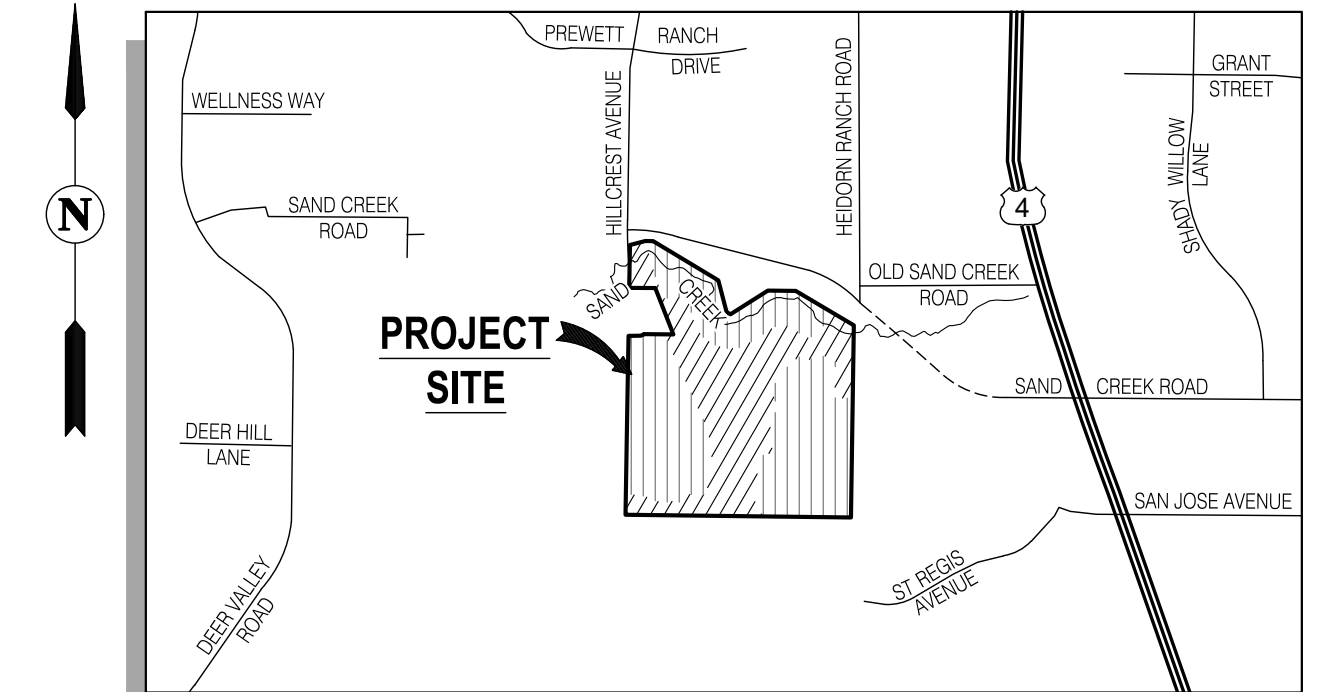 PREWETT RANCH
DRIVE
GRANT
STREET
WELLNESS WAY
HILLCREST AVENUE
HEIDORN RANCH ROAD
SHADY WILLOW
LANE
N
SAND CREEK
ROAD
4
OLD SAND CREEK
ROAD
SAND CREEK
PROJECT
SITE
SAND CREEK ROAD
DEER HILL
LANE
SAN JOSE AVENUE
ST REGIS
AVENUE
DEER VALLEY
ROAD